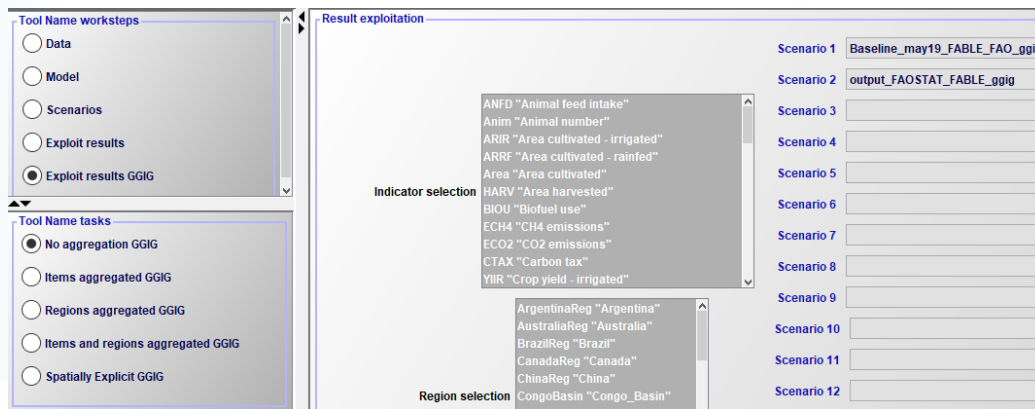 Tool Name worksteps
Data
Model
Scenarios
Exploit results
Exploit results GGIG
Tool Name tasks
No aggregation GGIG
Items aggregated GGIG
Regions aggregated GGIG
Items and regions aggregated GGIG
Spatially Explicit GGIG
Result exploitation
Indicator selection
ANFD "Animal feed intake"
Anim "Animal number"
ARIR "Area cultivated - irrigated"
ARRF "Area cultivated - rainfed"
Area "Area cultivated"
HARV "Area harvested"
BIOU "Biofuel use"
ECH4 "CH4 emissions"
ECO2 "CO2 emissions"
CTAX "Carbon tax"
YIIR "Crop yield - irrigated"
Region selection
ArgentinaReg "Argentina"
AustraliaReg "Australia"
BrazilReg "Brazil"
CanadaReg "Canada"
ChinaReg "China"
CongoBasin "Congo_Basin"
Scenario 1 Baseline_may19_FABLE_FAO_ggi
Scenario 2 output_FAOSTAT_FABLE_ggig
Scenario 3
Scenario 4
Scenario 5
Scenario 6
Scenario 7
Scenario 8
Scenario 9
Scenario 10
Scenario 11
Scenario 12